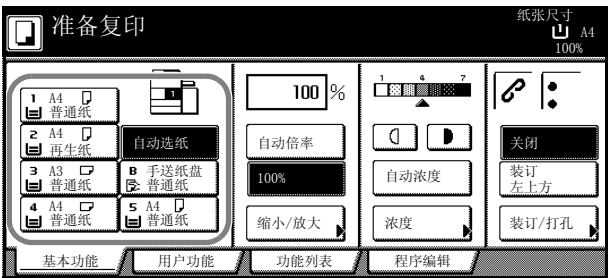 准备复印
纸张尺寸
1 A4
100%
1 A4
普通纸
2 A4
再生纸
3 A3
普通纸
4 A4
普通纸
1
自动选纸
B 手送纸盘
普通纸
5 A4
普通纸
100 %
自动倍率
100%
缩小/放大
1 4 7
自动浓度
浓度
关闭
装订
左上方
装订/打孔
基本功能
用户功能
功能列表
程序编辑